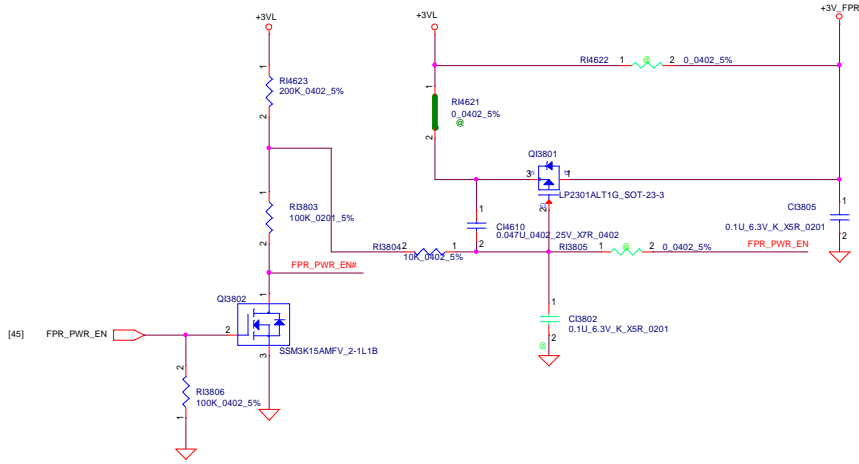 +3VL
+3VL
+3V_FPR
1
RI4622 1 @ 2 0_0402_5%
RI4623
200K_0402_5%
2
1
RI4621
0_0402_5%
@
2
QI3801
3 S D 1
G
2
LP2301ALT1G_SOT-23-3
1
RI3803
100K_0201_5%
2
1
CI4610
0.047U_0402_25V_X7R_0402
2
1
CI3805
0.1U_6.3V_K_X5R_0201
2
RI3804 2 1
10K_0402_5%
RI3805 1 @ 2 0_0402_5%
FPR_PWR_EN
FPR_PWR_EN#
QI3802
1
1
CI3802
0.1U_6.3V_K_X5R_0201
2
@
[45] FPR_PWR_EN
2
3
SSM3K15AMFV_2-1L1B
2
RI3806
100K_0402_5%
1